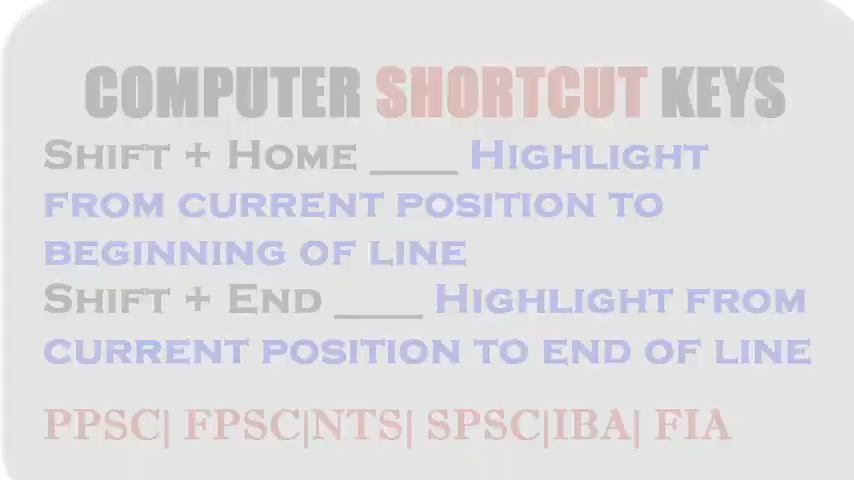 COMPUTER SHORTCUT KEYS
SHIFT + HOME ____ HIGHLIGHT
FROM CURRENT POSITION TO
BEGINNING OF LINE
SHIFT + END ____ HIGHLIGHT FROM
CURRENT POSITION TO END OF LINE
PPSC| FPSC|NTS| SPSC|IBA| FIA